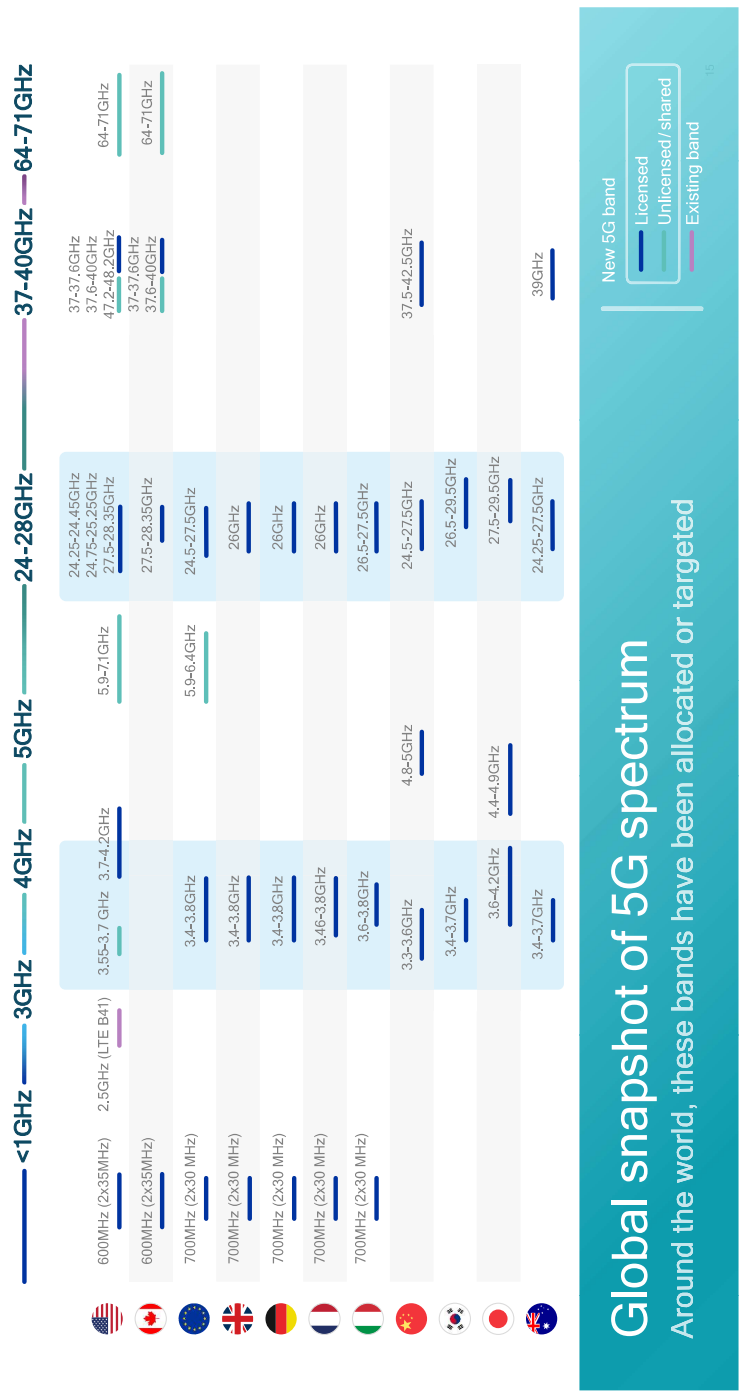 Global snapshot of 5G spectrum
Around the world, these bands have been allocated or targeted
New 5G band
Licensed
Unlicensed/shared
Existing band
15
<1GHz 3GHz 4GHz 5GHz 24-28GHz 37-40GHz 64-71GHz
600MHz (2x35MHz) 2.5GHz (LTE B41) 3.55-3.7 GHz 3.7-4.2GHz 5.9-7.1GHz
24.25-24.45GHz
24.75-25.25GHz
27.5-28.35GHz
37-37.6GHz
37.6-40GHz
47.2-48.2GHz
64-71GHz
600MHz (2x35MHz) 27.5-28.35GHz
37-37.6GHz
37.6-40GHz
64-71GHz
700MHz (2x30 MHz) 3.4-3.8GHz 5.9-6.4GHz 24.5-27.5GHz
700MHz (2x30 MHz) 3.4-3.8GHz 26GHz
700MHz (2x30 MHz) 3.4-3.8GHz 26GHz
700MHz (2x30 MHz) 3.46-3.8GHz 26GHz
700MHz (2x30 MHz) 3.6-3.8GHz 26.5-27.5GHz
3.3-3.6GHz 4.8-5GHz 24.5-27.5GHz 37.5-42.5GHz
3.4-3.7GHz 26.5-29.5GHz
3.6-4.2GHz 4.4-4.9GHz 27.5-29.5GHz
3.4-3.7GHz 24.25-27.5GHz 39GHz